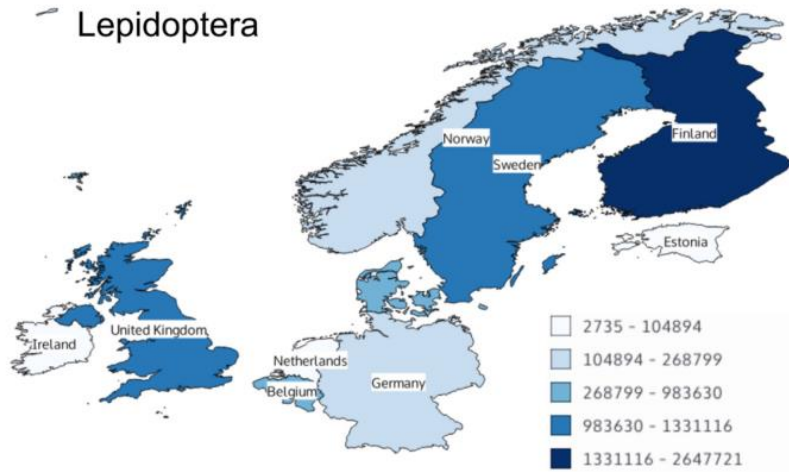 Lepidoptera
Norway
Sweden
Finland
Estonia
Ireland
United Kingdom
Netherlands
Belgium
Germany
2735 - 104894
104894 - 268799
268799 - 983630
983630 - 1331116
1331116 - 2647721